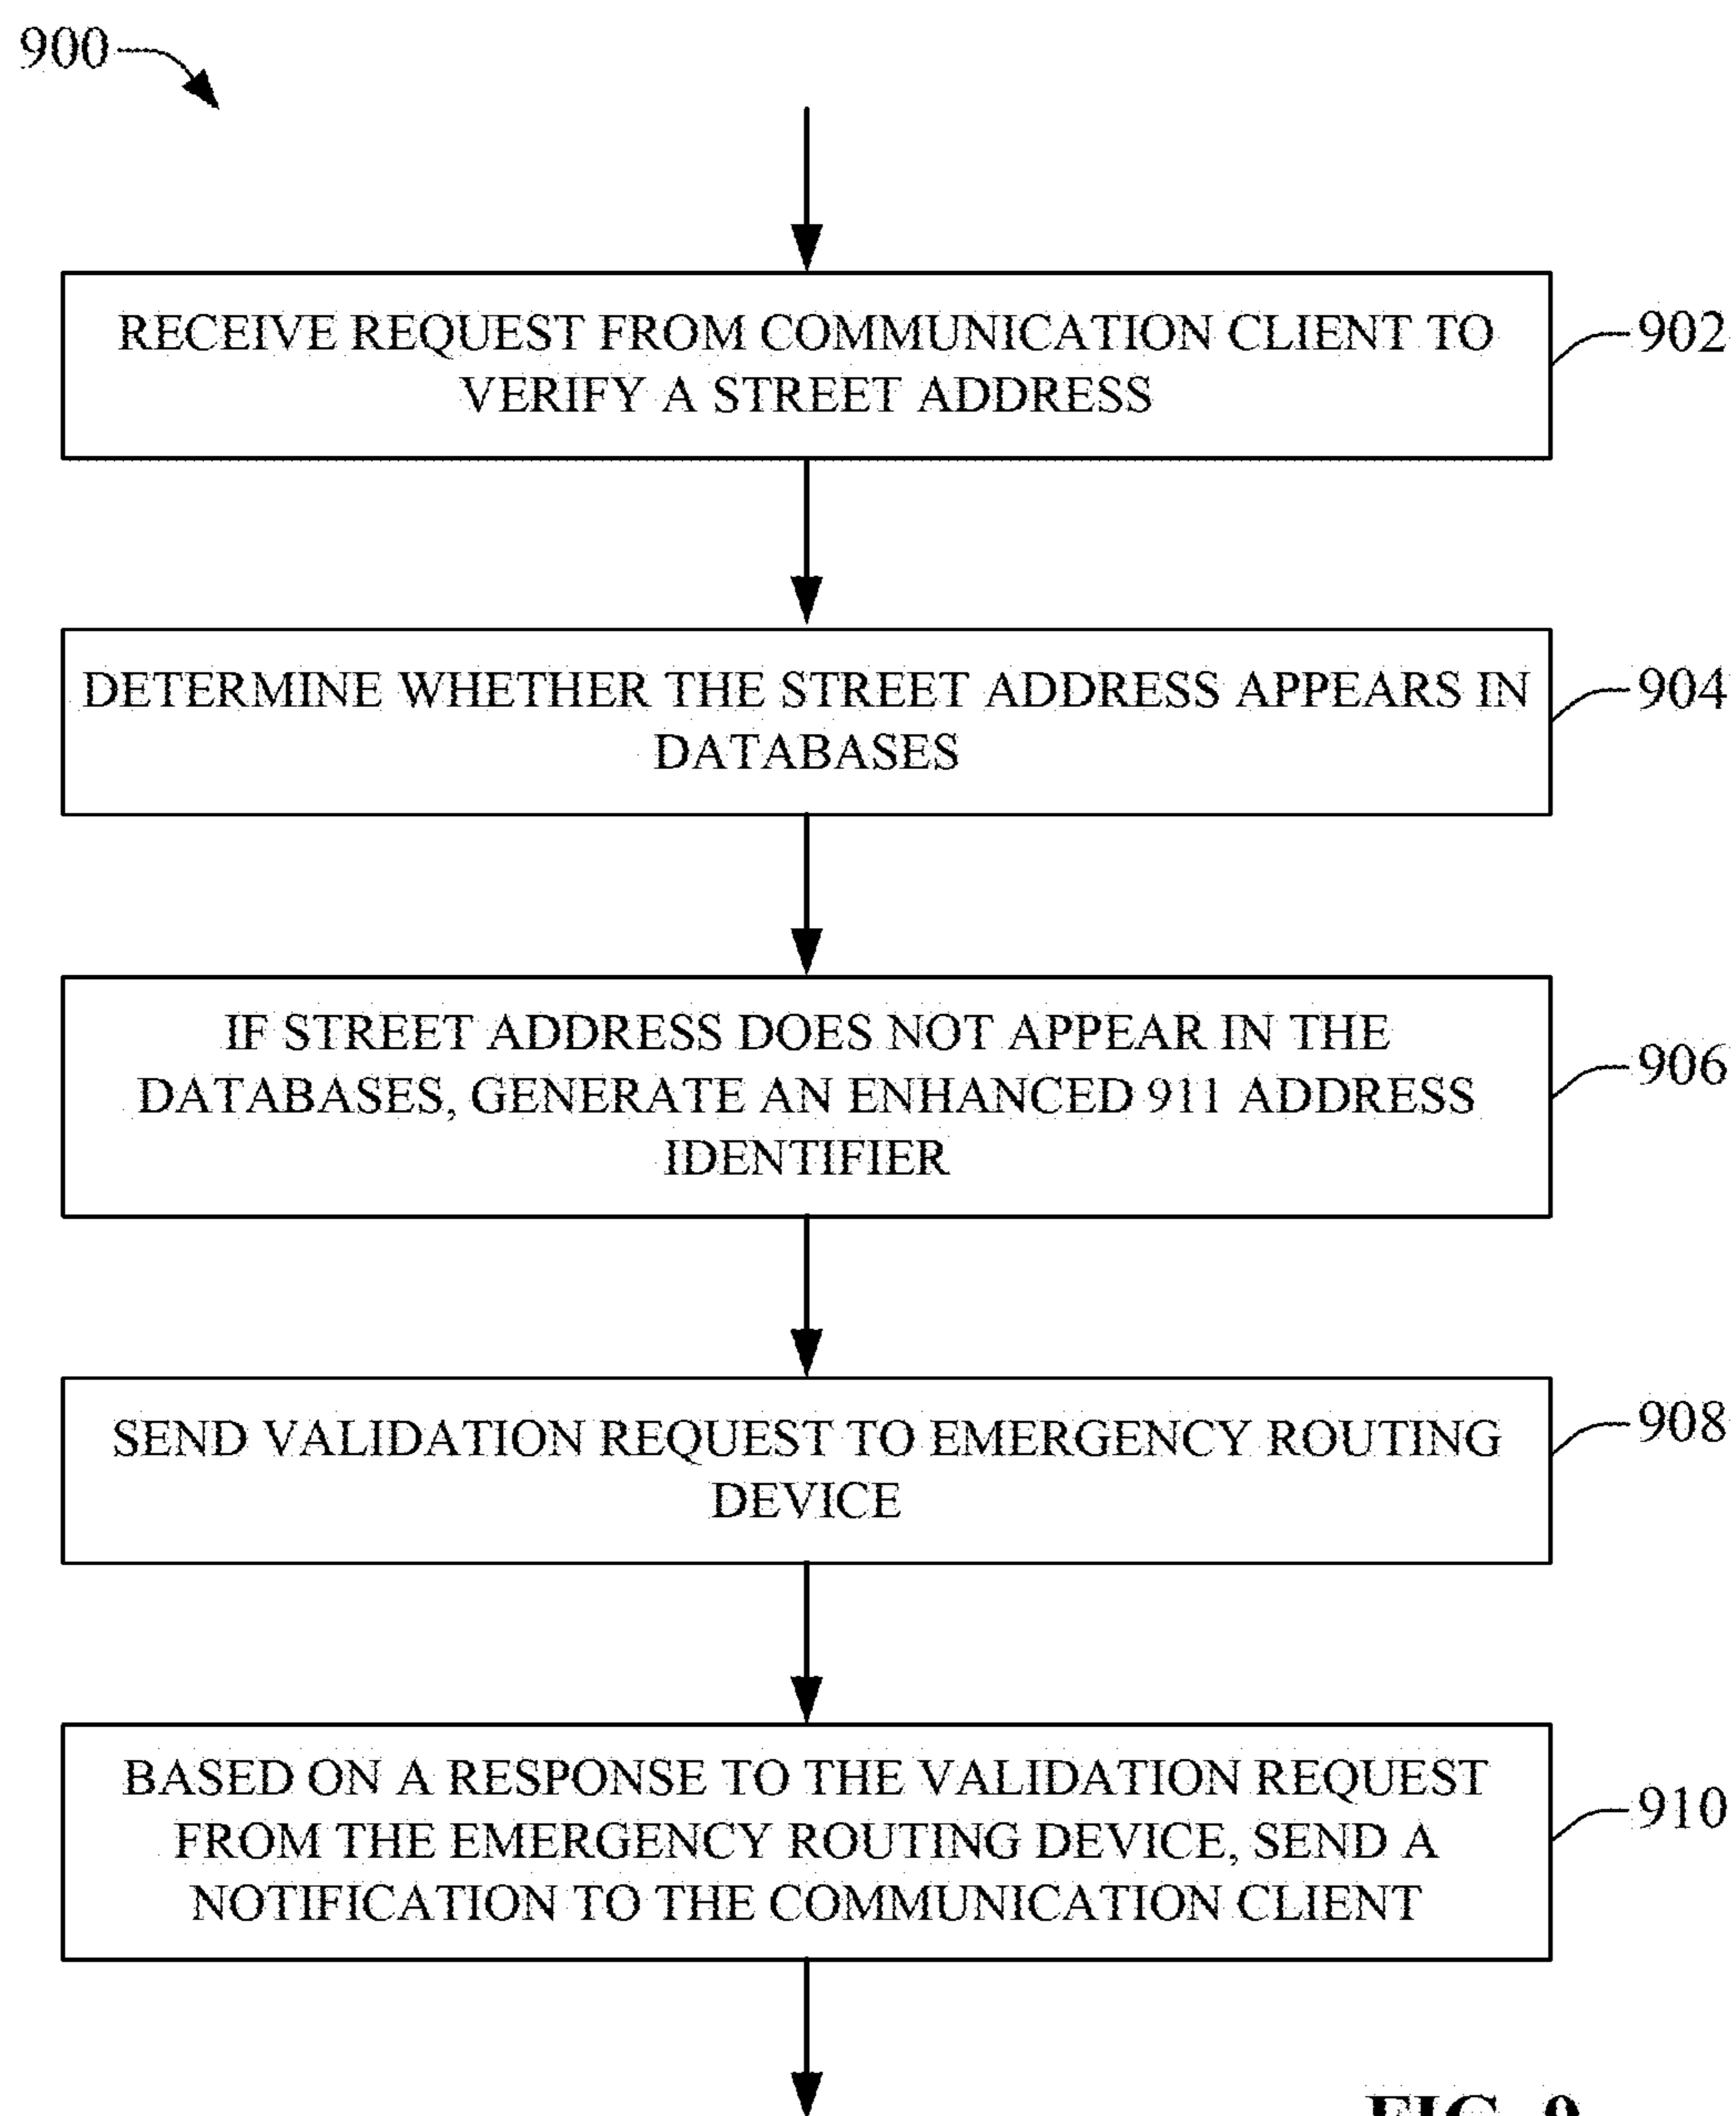 900
RECEIVE REQUEST FROM COMMUNICATION CLIENT TO
VERIFY A STREET ADDRESS
902
DETERMINE WHETHER THE STREET ADDRESS APPEARS IN
DATABASES
904
IF STREET ADDRESS DOES NOT APPEAR IN THE
DATABASES, GENERATE AN ENHANCED 911 ADDRESS
IDENTIFIER
906
SEND VALIDATION REQUEST TO EMERGENCY ROUTING
DEVICE
908
BASED ON A RESPONSE TO THE VALIDATION REQUEST
FROM THE EMERGENCY ROUTING DEVICE, SEND A
NOTIFICATION TO THE COMMUNICATION CLIENT
910
FIG. 9